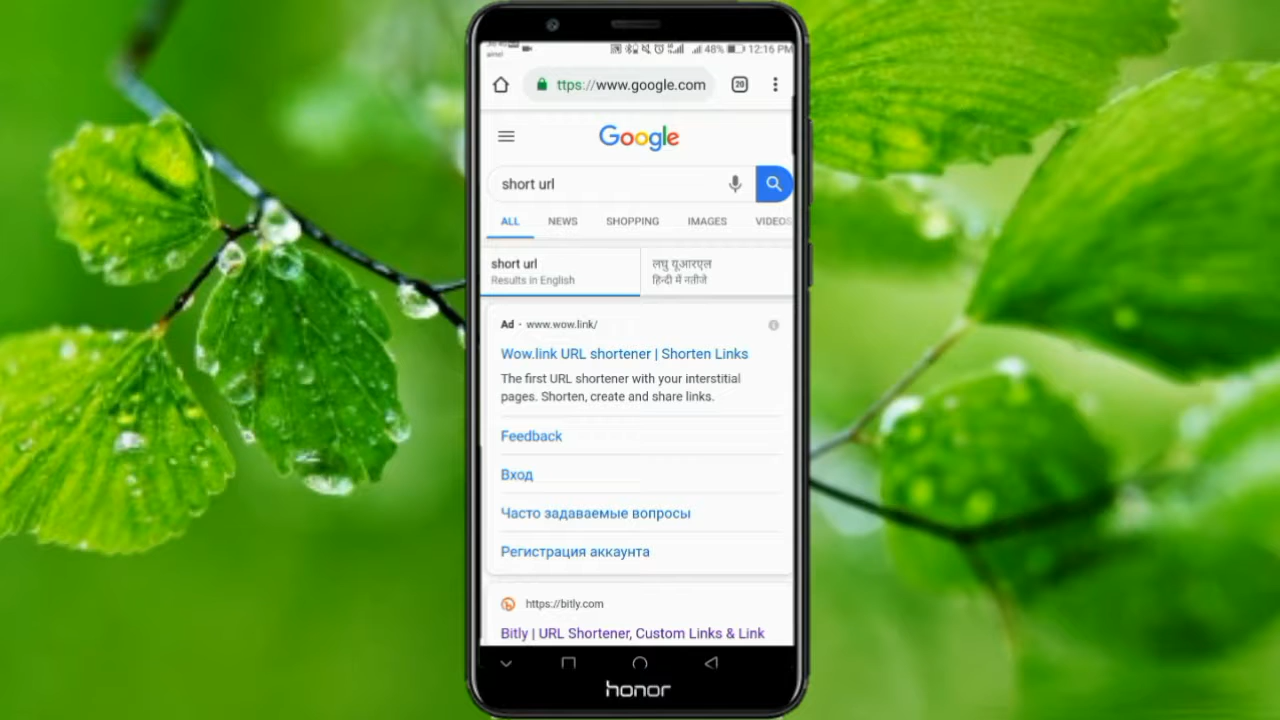 airtel
48% 12:16 PM
ttps://www.google.com
20
Google
short url
ALL NEWS SHOPPING IMAGES VIDEOS
short url
Results in English
लघु यूआरएल
हिन्दी में नतीजे
Ad · www.wow.link/
Wow.link URL shortener | Shorten Links
The first URL shortener with your interstitial
pages. Shorten, create and share links.
Feedback
Вход
Часто задаваемые вопросы
Регистрация аккаунта
https://bitly.com
Bitly | URL Shortener, Custom Links & Link
honor